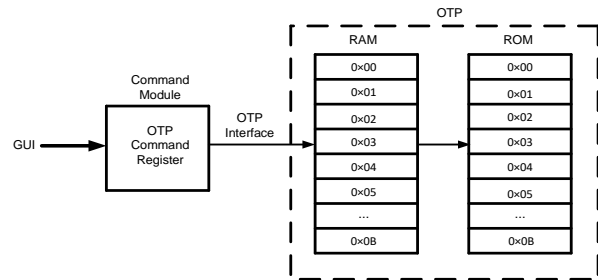 OTP
RAM
ROM
Command
Module
GUI
OTP
Command
Register
OTP
Interface
0×00
0×01
0×02
0×03
0×04
0×05
...
0×0B
0×00
0×01
0×02
0×03
0×04
0×05
...
0×0B